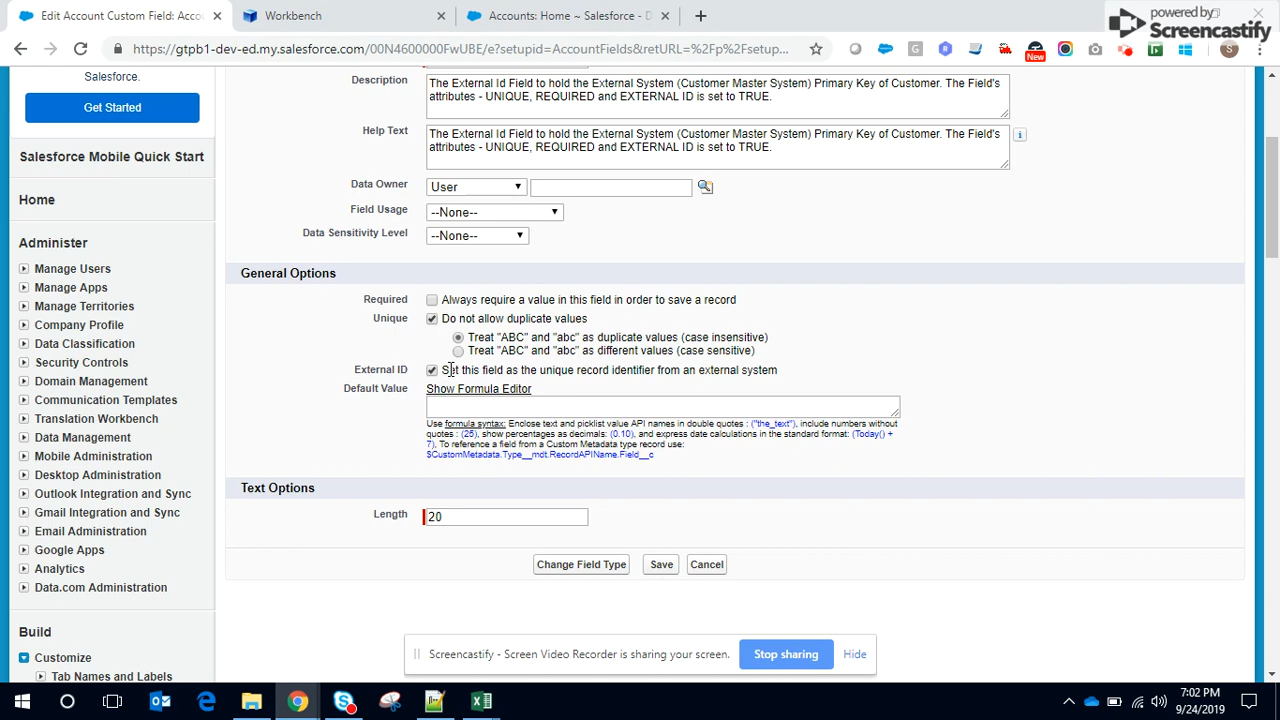 Edit Account Custom Field: Acco
Workbench
Accounts: Home ~ Salesforce - D
powered by
Screencastify
https://gtpb1-dev-ed.my.salesforce.com/00N4600000FwUBE/e?setupid=AccountFields&retURL=%2Fp%2Fsetup...
New
Salesforce.
Get Started
Salesforce Mobile Quick Start
Home
Administer
Manage Users
Manage Apps
Manage Territories
Company Profile
Data Classification
Security Controls
Domain Management
Communication Templates
Translation Workbench
Data Management
Mobile Administration
Desktop Administration
Outlook Integration and Sync
Gmail Integration and Sync
Email Administration
Google Apps
Analytics
Data.com Administration
Build
Customize
Tab Names and Labels
Description
The External Id Field to hold the External System (Customer Master System) Primary Key of Customer. The Field's
attributes - UNIQUE, REQUIRED and EXTERNAL ID is set to TRUE.
Help Text
The External Id Field to hold the External System (Customer Master System) Primary Key of Customer. The Field's
attributes - UNIQUE, REQUIRED and EXTERNAL ID is set to TRUE.
Data Owner User
Field Usage --None--
Data Sensitivity Level --None--
General Options
Required Always require a value in this field in order to save a record
Unique Do not allow duplicate values
Treat "ABC" and "abc" as duplicate values (case insensitive)
Treat "ABC" and "abc" as different values (case sensitive)
External ID Set this field as the unique record identifier from an external system
Default Value Show Formula Editor
Use formula syntax: Enclose text and picklist value API names in double quotes : ("the_text"), include numbers without
quotes : (25), show percentages as decimals: (0.10), and express date calculations in the standard format: (Today() +
7), To reference a field from a Custom Metadata type record use:
$CustomMetadata.Type__mdt.RecordAPIName.Field__c
Text Options
Length 20
Change Field Type Save Cancel
Screencastify - Screen Video Recorder is sharing your screen. Stop sharing Hide
7:02 PM
9/24/2019